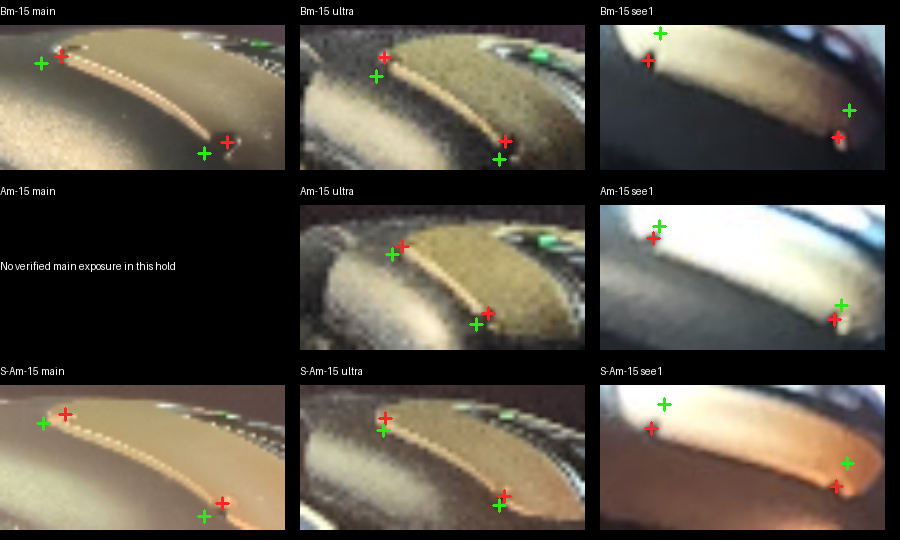 Bm-15 main
Bm-15 ultra
Bm-15 see1
Am-15 main
Am-15 ultra
Am-15 see1
No verified main exposure in this hold
S-Am-15 main
S-Am-15 ultra
S-Am-15 see1